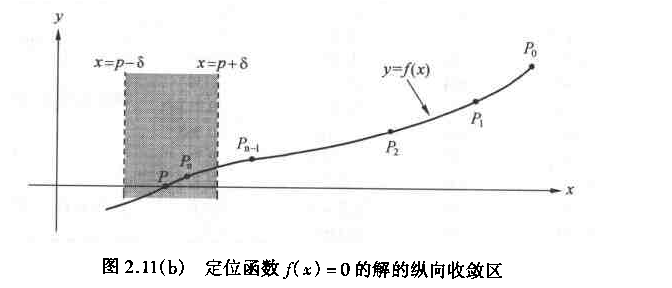 y
x=p−δ
x=p+δ
y=f(x)
P₀
P₁
P₂
Pₙ₋₁
Pₙ
P
x
图 2.11(b) 定位函数 f(x)=0 的解的纵向收敛区